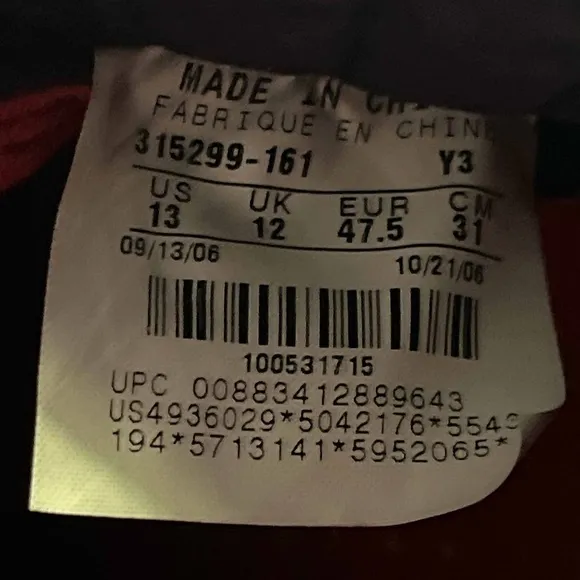 MADE IN
FABRIQUE EN CHINE
315299-161 Y3
US UK EUR CM
13 12 47.5 31
09/13/06 10/21/06
100531715
UPC 00883412889643
US4936029*5042176*554
194*5713141*5952065*